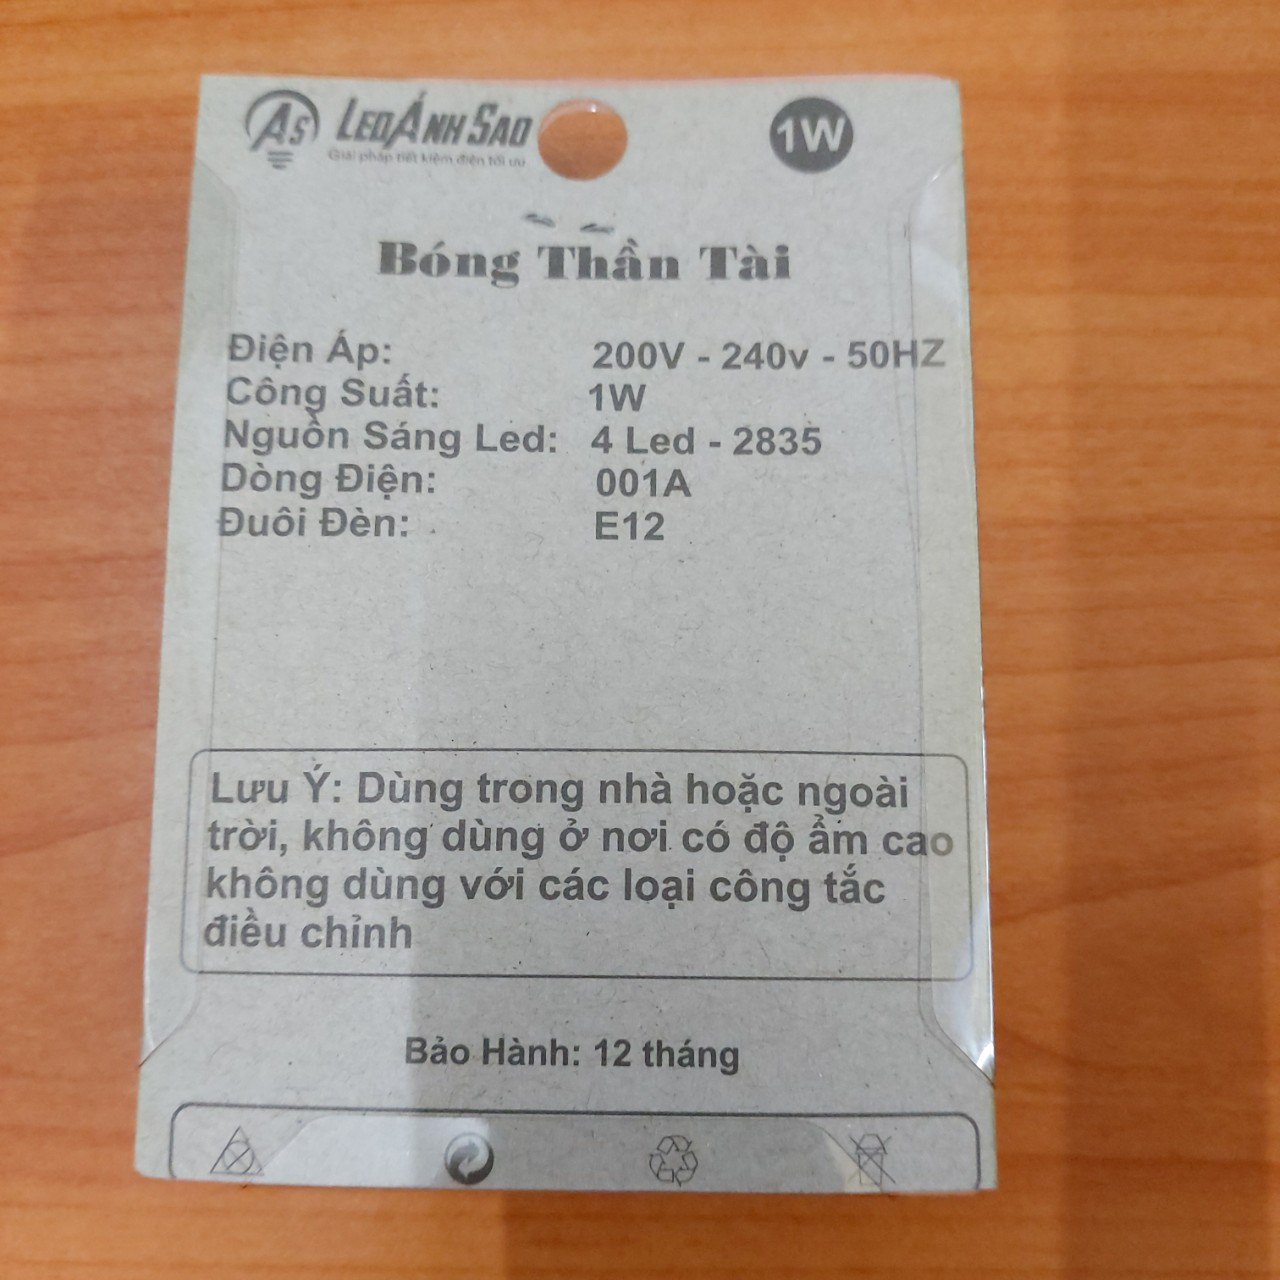 AS LEDÁNH SAO
Giải pháp tiết kiệm điện tối ưu
1W
Bóng Thần Tài
Điện Áp: 200V - 240v - 50HZ
Công Suất: 1W
Nguồn Sáng Led: 4 Led - 2835
Dòng Điện: 001A
Đuôi Đèn: E12
Lưu Ý: Dùng trong nhà hoặc ngoài
trời, không dùng ở nơi có độ ẩm cao
không dùng với các loại công tắc
điều chỉnh
Bảo Hành: 12 tháng